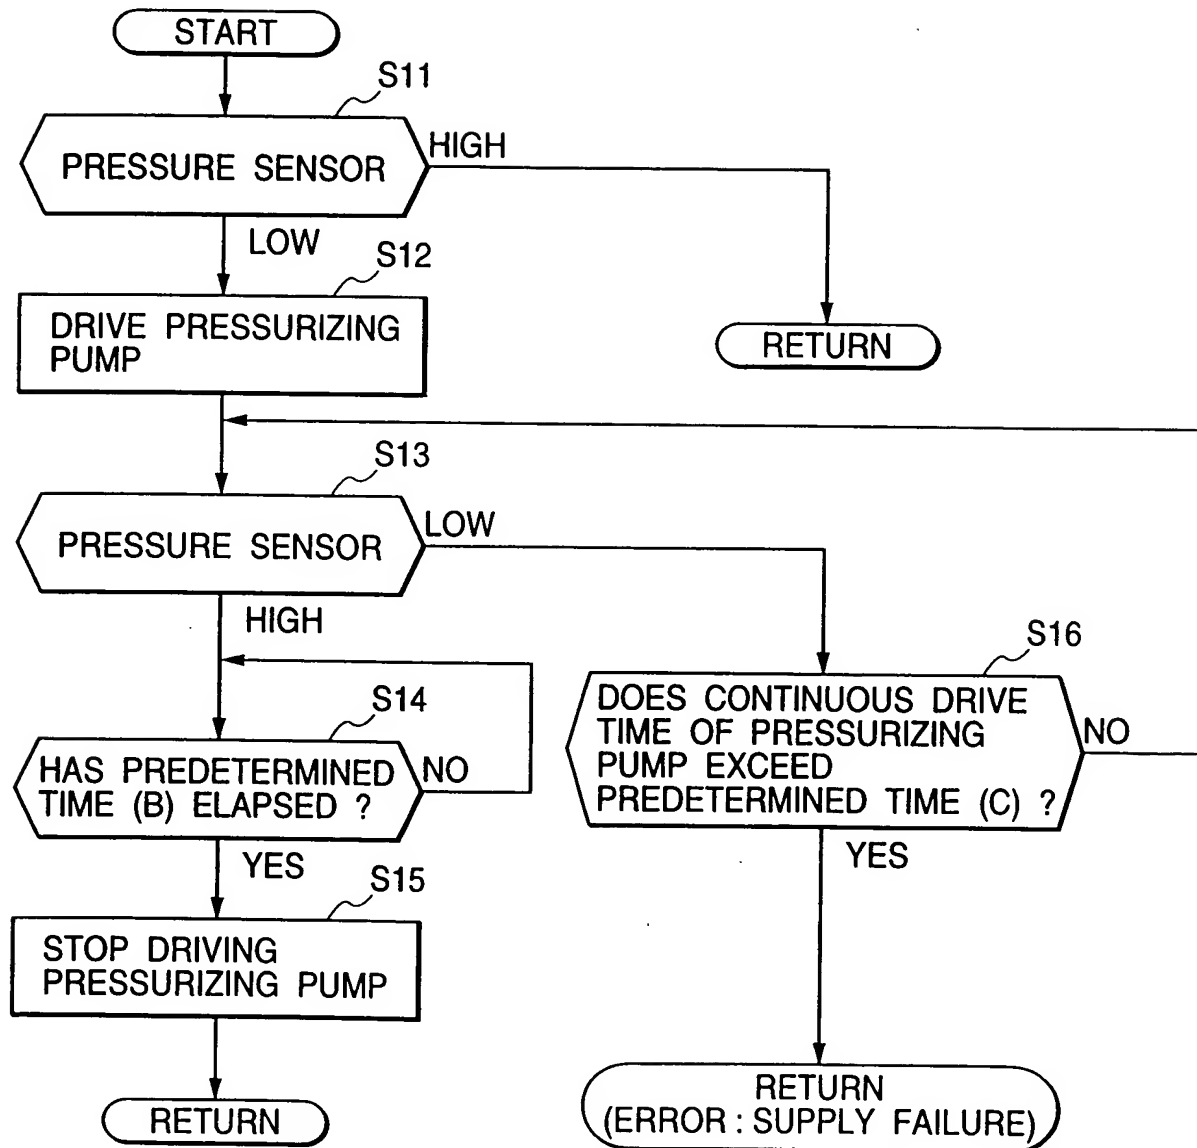 START
S11
PRESSURE SENSOR
HIGH
LOW
S12
DRIVE PRESSURIZING
PUMP
RETURN
S13
PRESSURE SENSOR
LOW
HIGH
S14
HAS PREDETERMINED
TIME (B) ELAPSED ?
NO
YES
S16
DOES CONTINUOUS DRIVE
TIME OF PRESSURIZING
PUMP EXCEED
PREDETERMINED TIME (C) ?
NO
YES
S15
STOP DRIVING
PRESSURIZING PUMP
RETURN
RETURN
(ERROR : SUPPLY FAILURE)